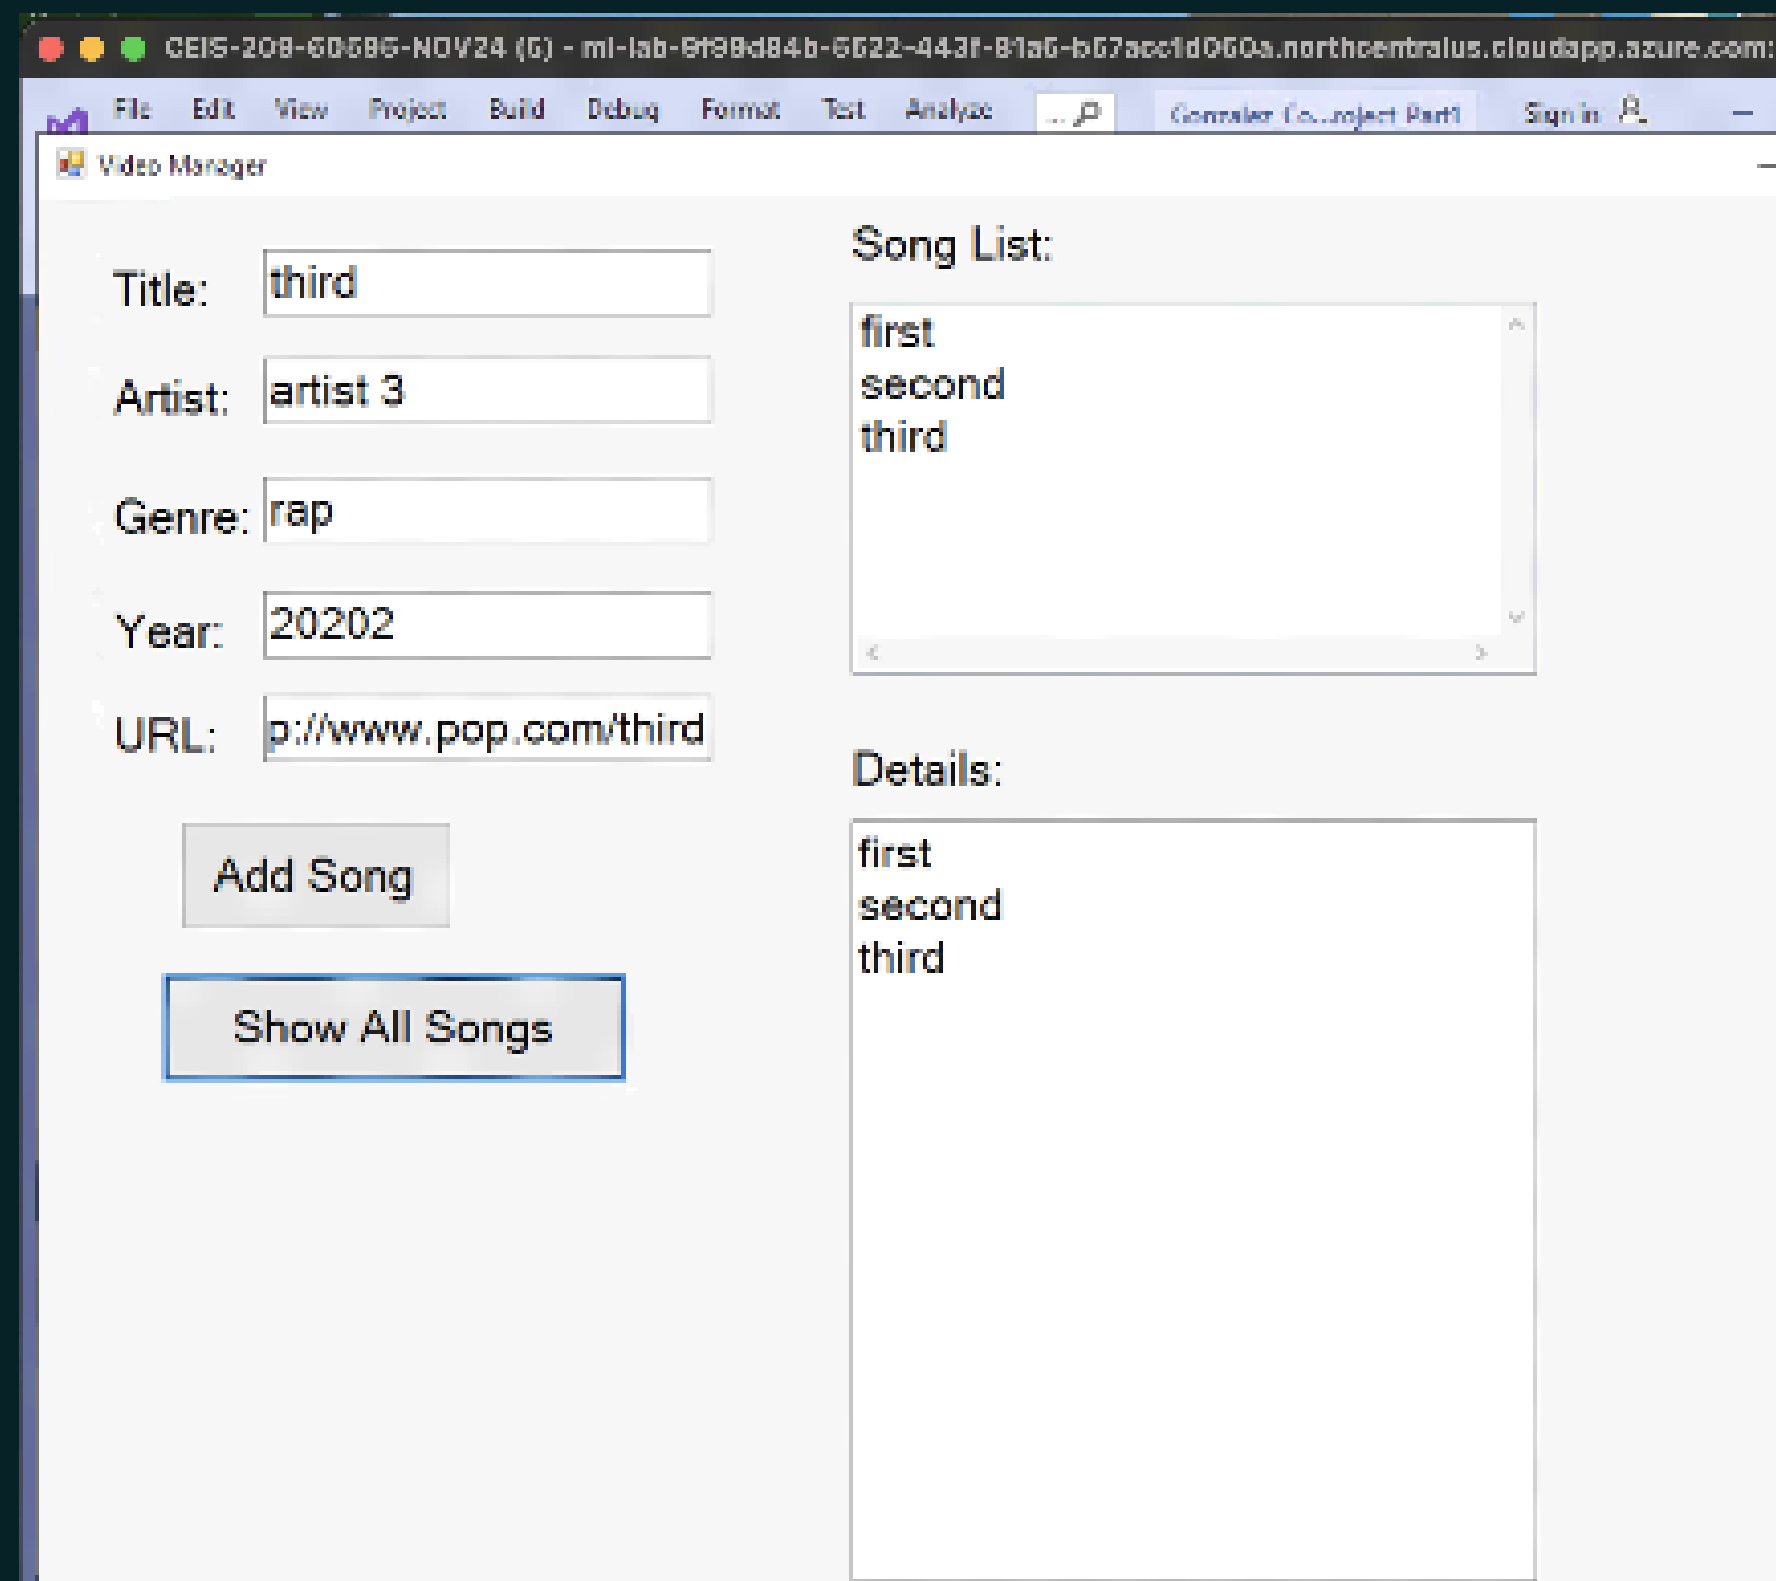 File Edit View Project Build Debug Format Test Analyze ... Gonzalez_Co...roject_Part1 Sign in
Video Manager
Title: third
Artist: artist 3
Genre: rap
Year: 20202
URL: p://www.pop.com/third
Add Song
Show All Songs
Song List:
first
second
third
Details:
first
second
third